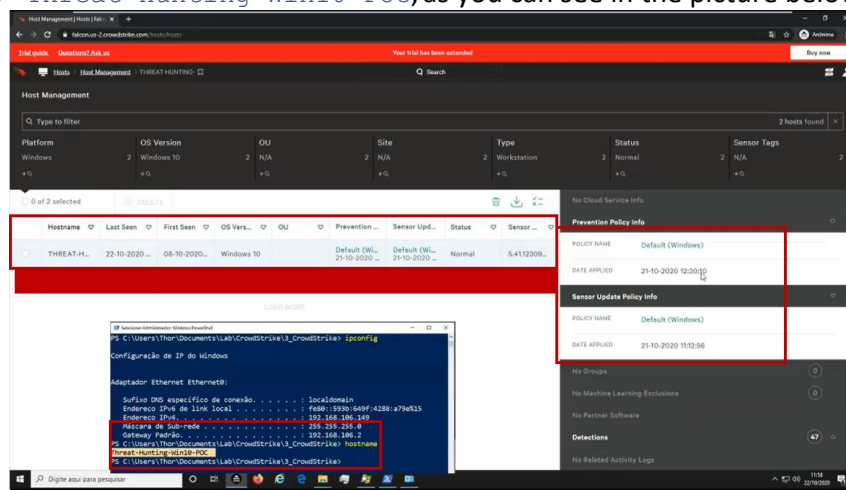 Threat-Hunting-Win10-POC, as you can see in the picture below
Host Management | Hosts | Falc
falcon.us-2.crowdstrike.com/hosts/hosts
Anônima
Trial guide Questions? Ask us
Your trial has been extended
Buy now
Hosts Host Management THREAT-HUNTING-
Search
Host Management
Type to filter
2 hosts found
Platform OS Version OU Site Type Status Sensor Tags
Windows 2 Windows 10 2 N/A 2 N/A 2 Workstation 2 Normal 2 N/A 2
0 of 2 selected
DELETE
Hostname Last Seen First Seen OS Vers... OU Prevention ... Sensor Upd... Status Sensor ...
THREAT-H... 22-10-2020 ... 08-10-2020... Windows 10 Default (Wi... Default (Wi... Normal 5.41.12309...
21-10-2020 ... 21-10-2020 ...
LOAD MORE
No Cloud Service Info
Prevention Policy Info
POLICY NAME Default (Windows)
DATE APPLIED 21-10-2020 12:30:10
Sensor Update Policy Info
POLICY NAME Default (Windows)
DATE APPLIED 21-10-2020 11:12:56
No Groups 0
No Machine Learning Exclusions 0
No Partner Software
Detections 47
No Related Activity Logs
Selecionar Administrador: Windows PowerShell
PS C:\Users\Thor\Documents\Lab\CrowdStrike\3_CrowdStrike> ipconfig
Configuração de IP do Windows
Adaptador Ethernet Ethernet0:
Sufixo DNS específico de conexão. . . . . . : localdomain
Endereço IPv6 de link local . . . . . . . . : fe80::593b:649f:4288:a79e%15
Endereço IPv4. . . . . . . . . . . . . . . : 192.168.106.149
Máscara de Sub-rede . . . . . . . . . . . . : 255.255.255.0
Gateway Padrão. . . . . . . . . . . . . . . : 192.168.106.2
PS C:\Users\Thor\Documents\Lab\CrowdStrike\3_CrowdStrike> hostname
Threat-Hunting-Win10-POC
PS C:\Users\Thor\Documents\Lab\CrowdStrike\3_CrowdStrike>
Digite aqui para pesquisar
11:58
22/10/2020